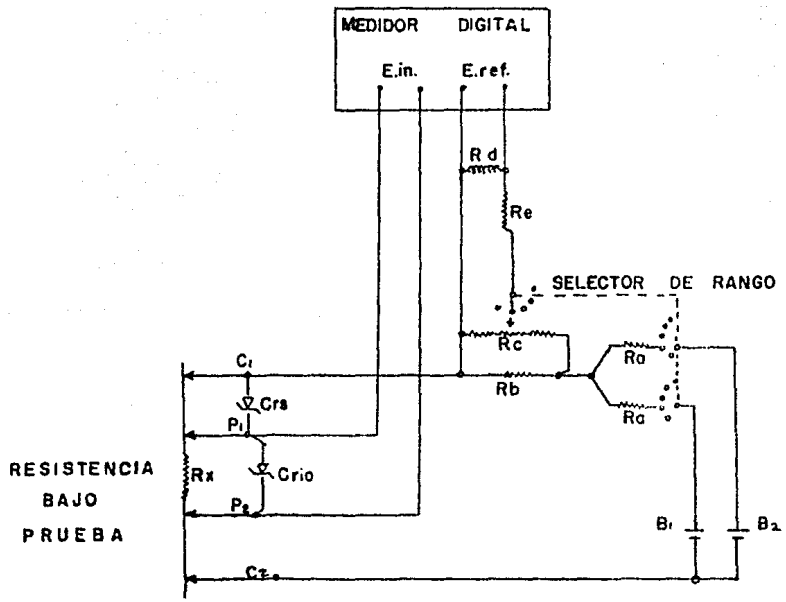 MEDIDOR DIGITAL
E.in. E.ref.
Rd
Re
SELECTOR DE RANGO
Rc
Ra
C1
Rb
Crs
Ra
P1
RESISTENCIA
BAJO
PRUEBA
Rx
Crio
P2
B1
B2
C2